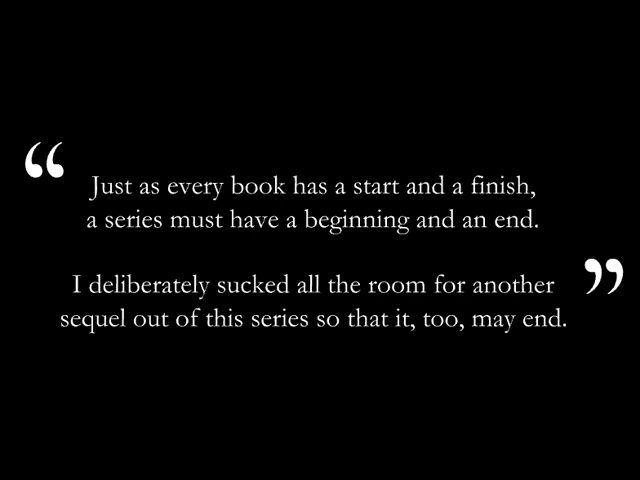 “ Just as every book has a start and a finish,
a series must have a beginning and an end.
I deliberately sucked all the room for another
sequel out of this series so that it, too, may end. ”